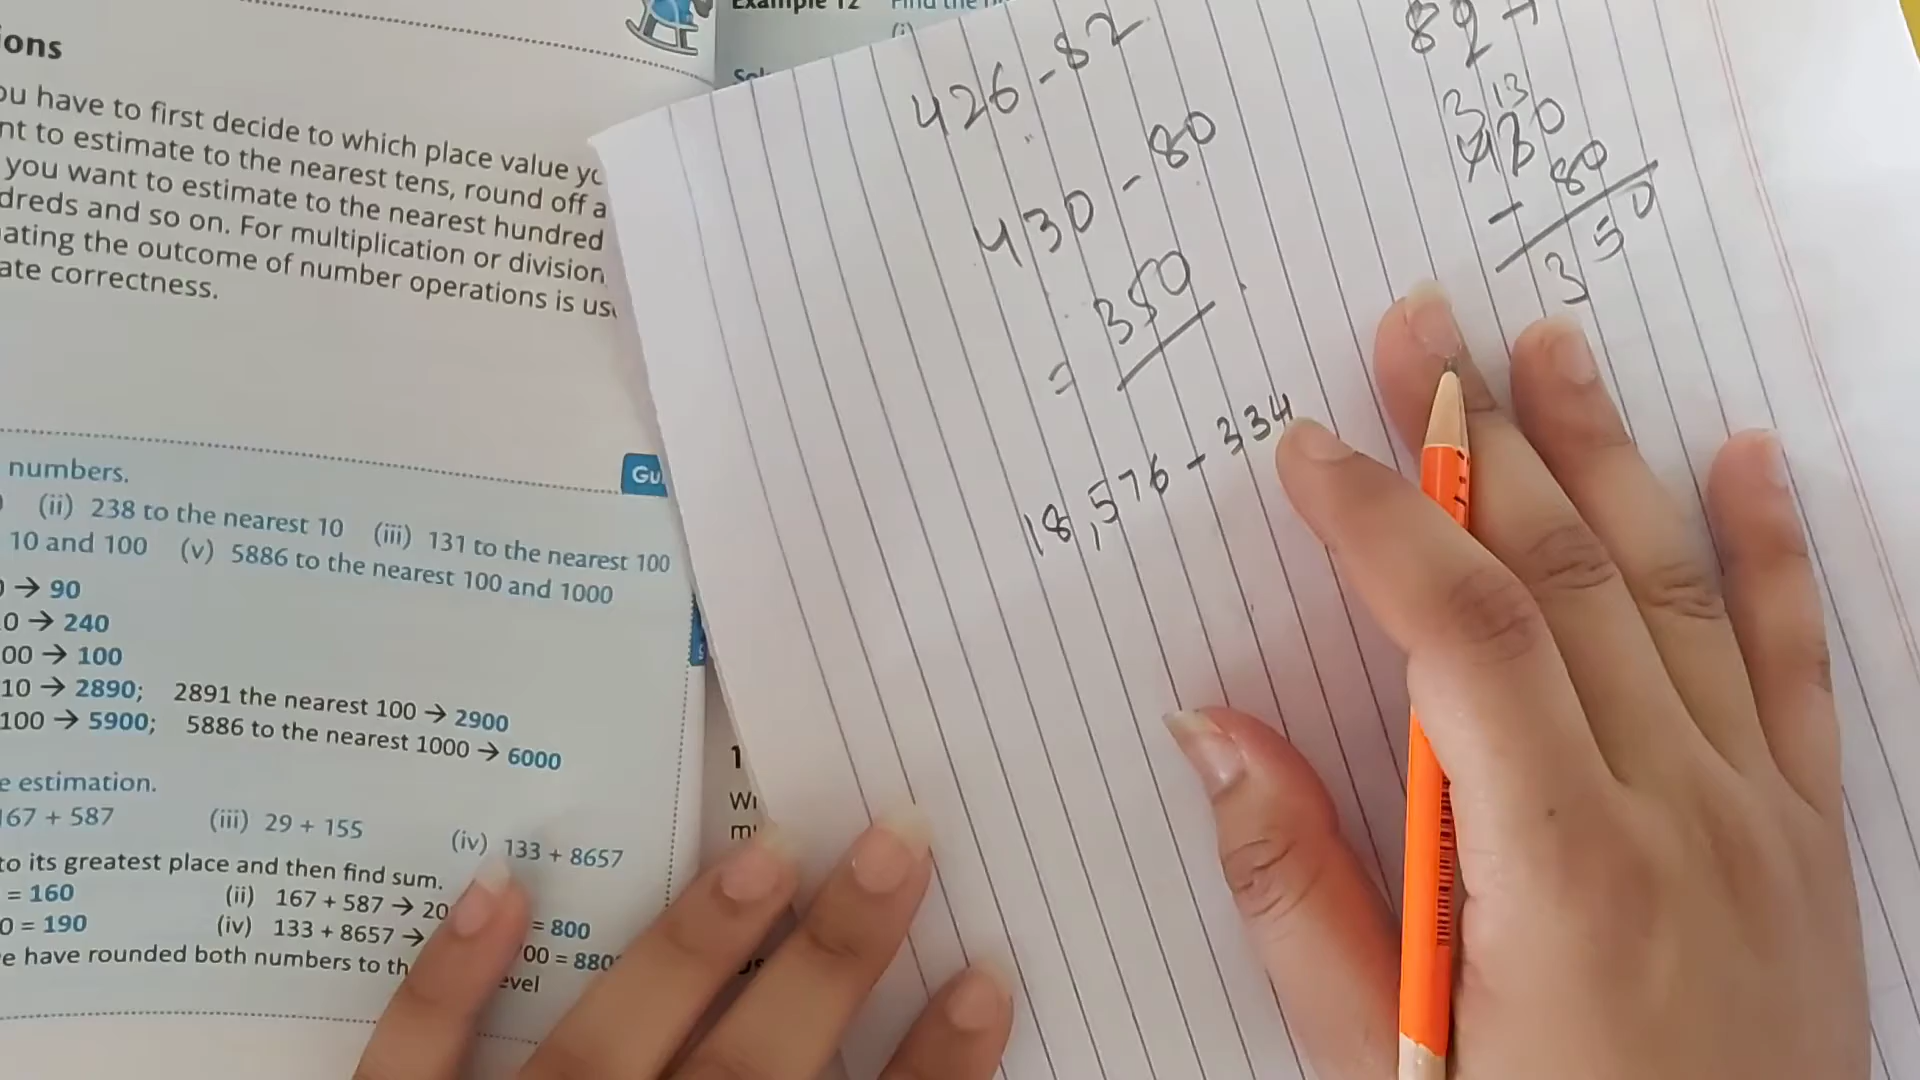 ons
ou have to first decide to which place value
nt to estimate to the nearest tens, round off
you want to estimate to the nearest hundred
dreds and so on. For multiplication or division
ating the outcome of number operations is
ate correctness.
numbers.
(ii) 238 to the nearest 10 (iii) 131 to the nearest 100
10 and 100 (v) 5886 to the nearest 100 and 1000
→ 90
0 → 240
00 → 100
10 → 2890; 2891 the nearest 100 → 2900
100 → 5900; 5886 to the nearest 1000 → 6000
e estimation.
167 + 587 (iii) 29 + 155 (iv) 133 + 8657
to its greatest place and then find sum.
= 160 (ii) 167 + 587 → 20 = 800
0 = 190 (iv) 133 + 8657 → 00 = 880
e have rounded both numbers to th evel
Example 12 Find the
(i)
426 - 82
430 - 80
= 350
18,576 - 334
82 →
3 13
430
- 80
350